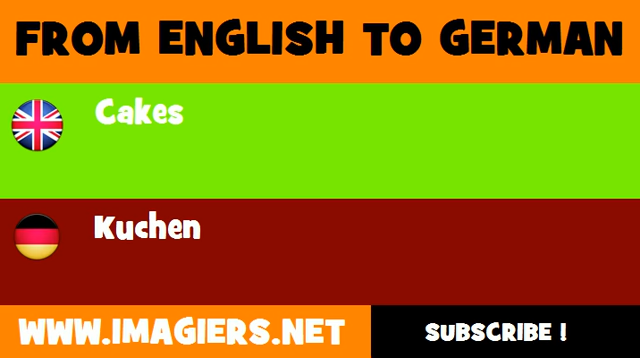 FROM ENGLISH TO GERMAN
Cakes
Kuchen
WWW.IMAGIERS.NET
SUBSCRIBE !